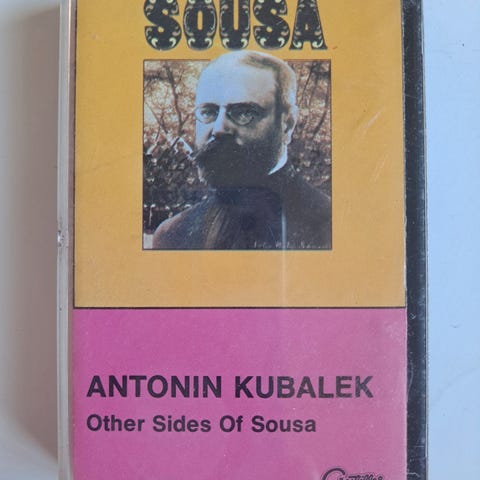 SOUSA
ANTONIN KUBALEK
Other Sides Of Sousa